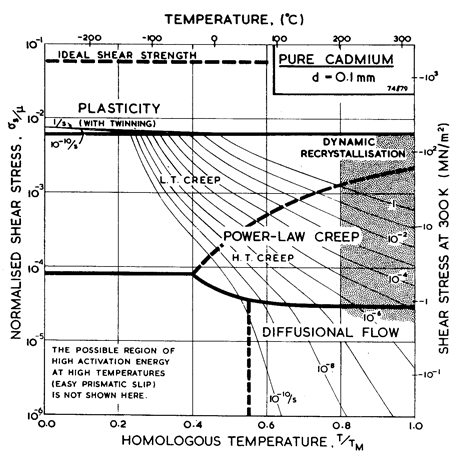 TEMPERATURE, (°C)
-200 -100 0 100 200 300
10⁻¹
IDEAL SHEAR STRENGTH
PURE CADMIUM
d = 0.1 mm
74/79
10³
PLASTICITY
1/s (WITH TWINNING)
10⁻¹⁰/s
10⁻²
DYNAMIC
RECRYSTALLISATION
10²
L.T. CREEP
10⁻³
1
POWER-LAW CREEP
10⁻²
H.T. CREEP
10⁻⁴
10⁻⁴
1
10⁻⁶
DIFFUSIONAL FLOW
10⁻⁵
THE POSSIBLE REGION OF
HIGH ACTIVATION ENERGY
AT HIGH TEMPERATURES
(EASY PRISMATIC SLIP)
IS NOT SHOWN HERE.
10⁻⁸
10⁻¹
10⁻¹⁰/s
10⁻⁶
0.0 0.2 0.4 0.6 0.8 1.0
HOMOLOGOUS TEMPERATURE, T/TM
NORMALISED SHEAR STRESS, σs/μ
SHEAR STRESS AT 300 K (MN/m²)